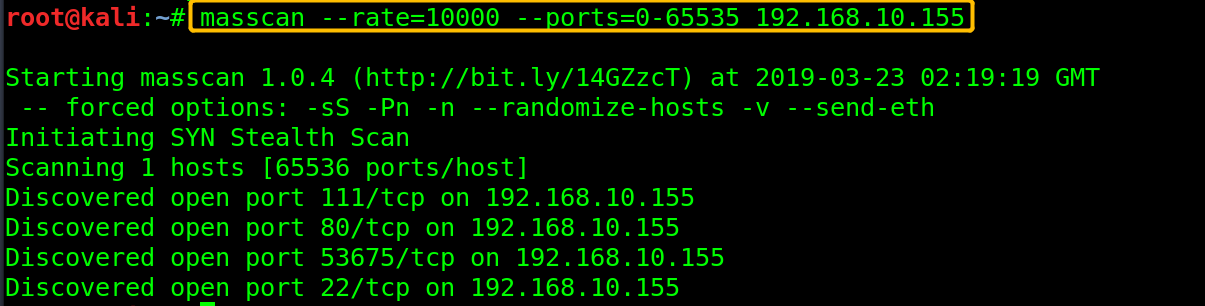 root@kali:~# masscan --rate=10000 --ports=0-65535 192.168.10.155
Starting masscan 1.0.4 (http://bit.ly/14GZzcT) at 2019-03-23 02:19:19 GMT
 -- forced options: -sS -Pn -n --randomize-hosts -v --send-eth
Initiating SYN Stealth Scan
Scanning 1 hosts [65536 ports/host]
Discovered open port 111/tcp on 192.168.10.155
Discovered open port 80/tcp on 192.168.10.155
Discovered open port 53675/tcp on 192.168.10.155
Discovered open port 22/tcp on 192.168.10.155